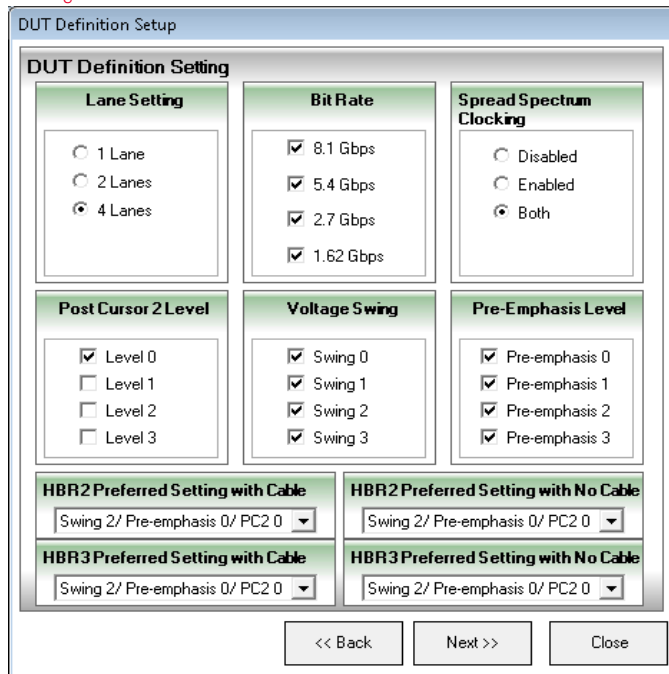 DUT Definition Setup
DUT Definition Setting
Lane Setting
1 Lane
2 Lanes
4 Lanes
Bit Rate
8.1 Gbps
5.4 Gbps
2.7 Gbps
1.62 Gbps
Spread Spectrum
Clocking
Disabled
Enabled
Both
Post Cursor 2 Level
Level 0
Level 1
Level 2
Level 3
Voltage Swing
Swing 0
Swing 1
Swing 2
Swing 3
Pre-Emphasis Level
Pre-emphasis 0
Pre-emphasis 1
Pre-emphasis 2
Pre-emphasis 3
HBR2 Preferred Setting with Cable
Swing 2/ Pre-emphasis 0/ PC2 0
HBR2 Preferred Setting with No Cable
Swing 2/ Pre-emphasis 0/ PC2 0
HBR3 Preferred Setting with Cable
Swing 2/ Pre-emphasis 0/ PC2 0
HBR3 Preferred Setting with No Cable
Swing 2/ Pre-emphasis 0/ PC2 0
<< Back
Next >>
Close